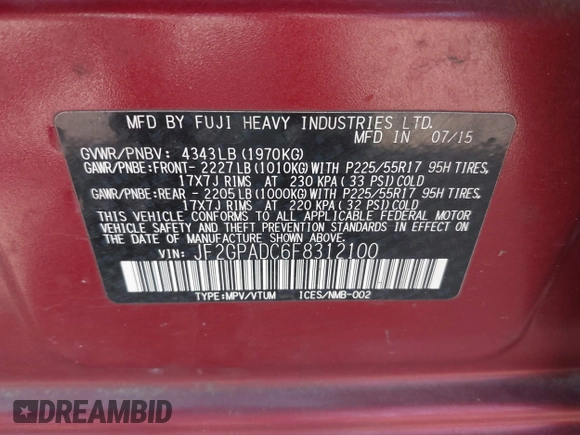 MFD BY FUJI HEAVY INDUSTRIES LTD.
MFD IN 07/15
GVWR/PNBV: 4343LB(1970KG)
GAWR/PNBE:FRONT- 2227LB(1010KG)WITH P225/55R17 95H TIRES,
17X7J RIMS AT 230 KPA (33 PSI)COLD
GAWR/PNBE:REAR - 2205LB(1000KG)WITH P225/55R17 95H TIRES,
17X7J RIMS AT 220 KPA (32 PSI)COLD
THIS VEHICLE CONFORMS TO ALL APPLICABLE FEDERAL MOTOR
VEHICLE SAFETY AND THEFT PREVENTION STANDARDS IN EFFECT
ON THE DATE OF MANUFACTURE SHOWN ABOVE.
VIN: JF2GPADC6F8312100
TYPE:MPV/VTUM ICES/NMB-002
DREAMBID